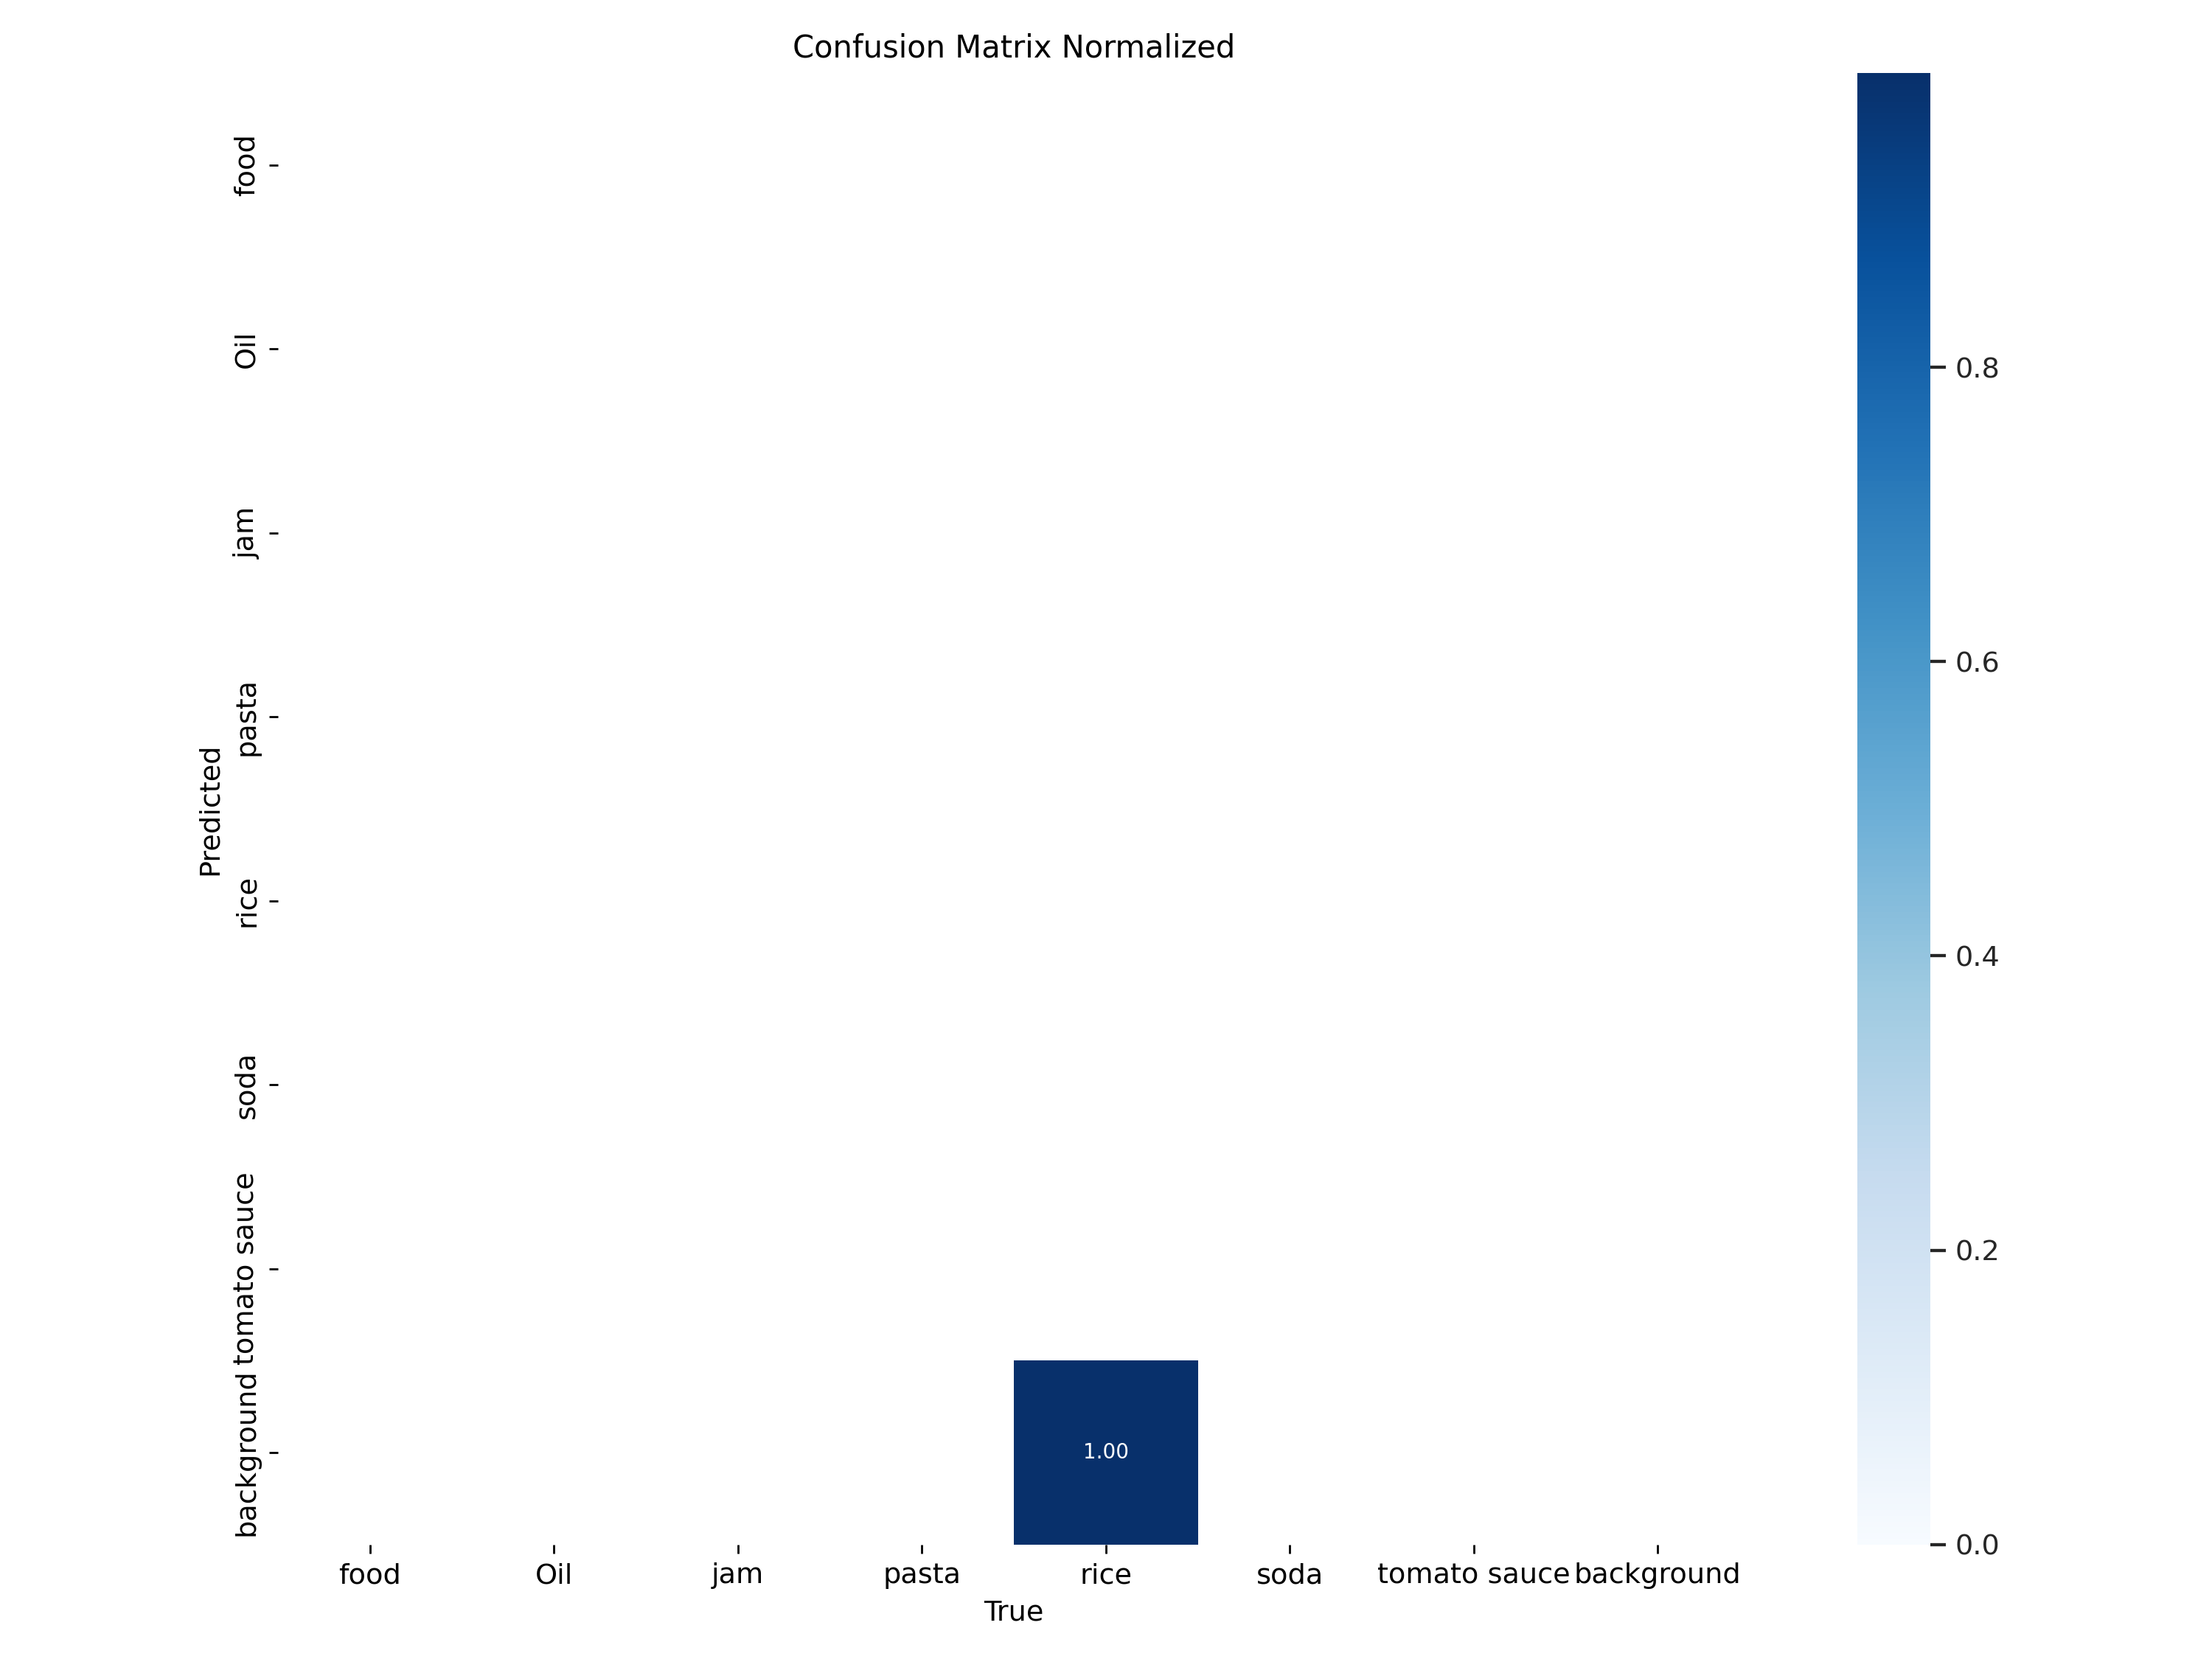 Confusion Matrix Normalized
food
Oil
jam
pasta
rice
soda
tomato sauce
background
Predicted
1.00
food Oil jam pasta rice soda tomato sauce background
True
0.8
0.6
0.4
0.2
0.0